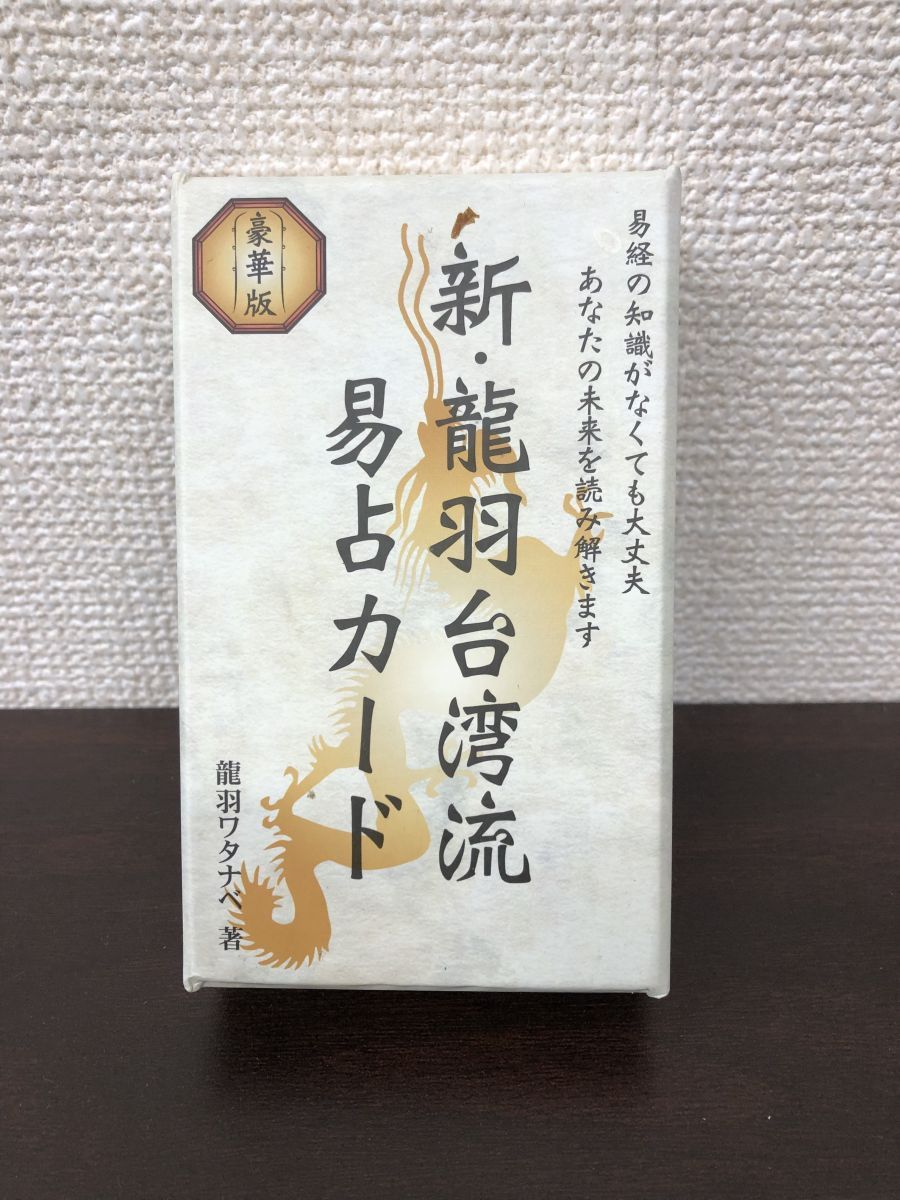 易経の知識がなくても大丈夫
あなたの未来を読み解きます
新・龍羽台湾流
易占カード
豪華版
龍羽ワタナベ 著